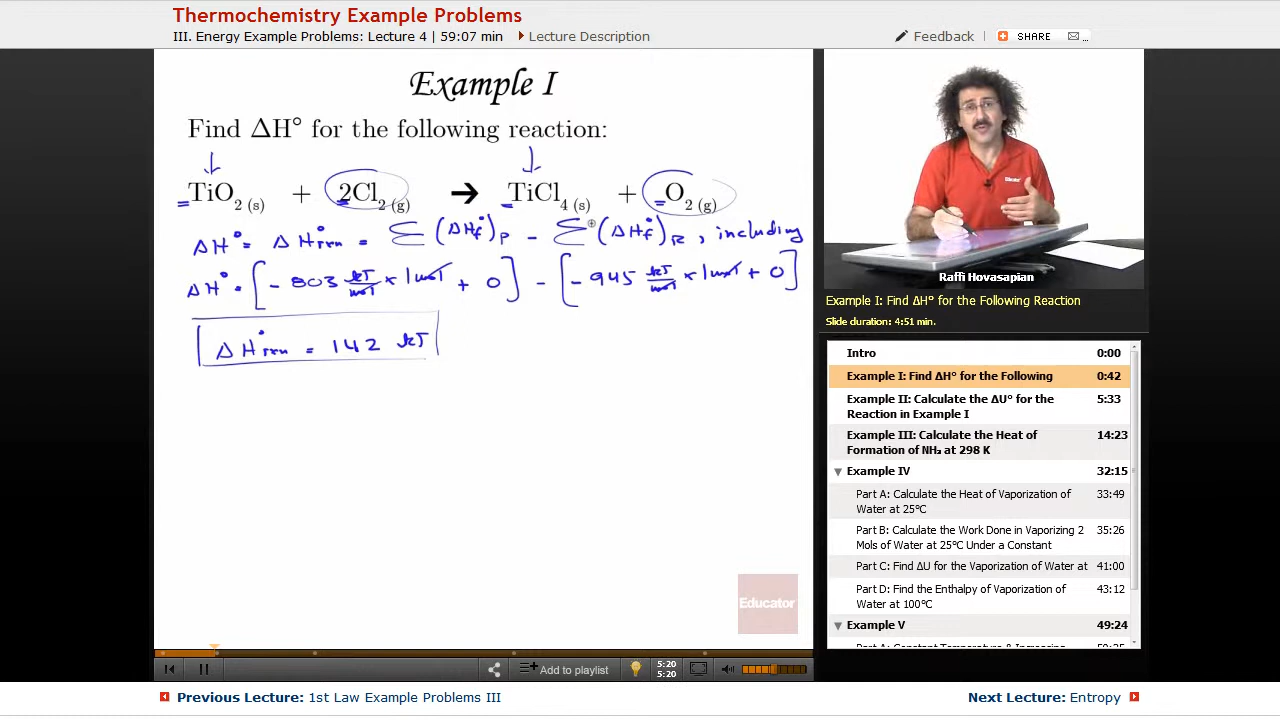 Thermochemistry Example Problems
III. Energy Example Problems: Lecture 4 | 59:07 min
Lecture Description
Feedback
SHARE
Example I
Find ΔH° for the following reaction:
TiO2 (s) + 2Cl2 (g) → TiCl4 (s) + O2 (g)
ΔH° = ΔH°rxn = Σ (ΔHf°)P - Σ (ΔHf°)R, including
ΔH° = [-803 kJ/mol × 1 mol + 0] - [-945 kJ/mol × 1 mol + 0]
ΔH°rxn = 142 kJ
Educator
Raffi Hovasapian
Example I: Find ΔH° for the Following Reaction
Slide duration: 4:51 min.
Intro 0:00
Example I: Find ΔH° for the Following 0:42
Example II: Calculate the ΔU° for the 5:33
Reaction in Example I
Example III: Calculate the Heat of 14:23
Formation of NH₃ at 298 K
Example IV 32:15
Part A: Calculate the Heat of Vaporization of 33:49
Water at 25°C
Part B: Calculate the Work Done in Vaporizing 2 35:26
Mols of Water at 25°C Under a Constant
Part C: Find ΔU for the Vaporization of Water at 41:00
Part D: Find the Enthalpy of Vaporization of 43:12
Water at 100°C
Example V 49:24
Add to playlist
5:20
5:20
Previous Lecture: 1st Law Example Problems III
Next Lecture: Entropy